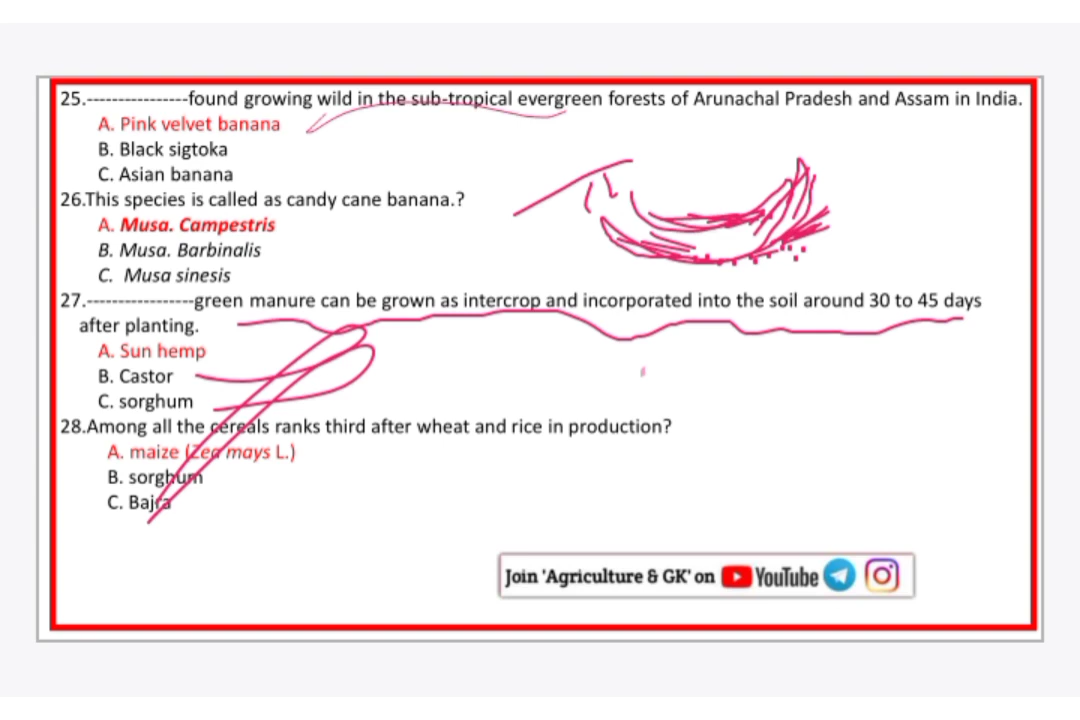 25.----------------found growing wild in the sub-tropical evergreen forests of Arunachal Pradesh and Assam in India.
A. Pink velvet banana
B. Black sigtoka
C. Asian banana
26.This species is called as candy cane banana.?
A. Musa. Campestris
B. Musa. Barbinalis
C. Musa sinesis
27.-----------------green manure can be grown as intercrop and incorporated into the soil around 30 to 45 days
after planting.
A. Sun hemp
B. Castor
C. sorghum
28.Among all the cereals ranks third after wheat and rice in production?
A. maize (Zea mays L.)
B. sorghum
C. Bajra
Join 'Agriculture & GK' on YouTube